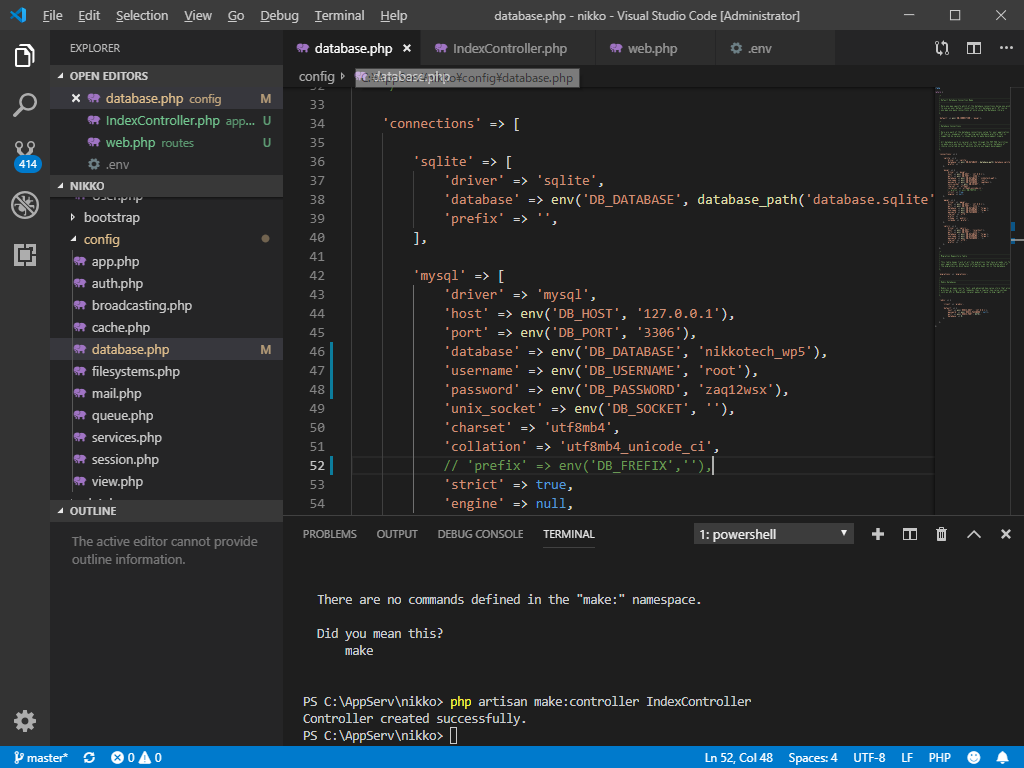 File Edit Selection View Go Debug Terminal Help database.php - nikko - Visual Studio Code [Administrator]
EXPLORER
OPEN EDITORS
database.php config M
IndexController.php app... U
web.php routes U
.env
414
NIKKO
bootstrap
config
app.php
auth.php
broadcasting.php
cache.php
database.php M
filesystems.php
mail.php
queue.php
services.php
session.php
view.php
OUTLINE
The active editor cannot provide
outline information.
database.php IndexController.php web.php .env
config database.php
33
34 'connections' => [
35
36 'sqlite' => [
37 'driver' => 'sqlite',
38 'database' => env('DB_DATABASE', database_path('database.sqlite'
39 'prefix' => '',
40 ],
41
42 'mysql' => [
43 'driver' => 'mysql',
44 'host' => env('DB_HOST', '127.0.0.1'),
45 'port' => env('DB_PORT', '3306'),
46 'database' => env('DB_DATABASE', 'nikkotech_wp5'),
47 'username' => env('DB_USERNAME', 'root'),
48 'password' => env('DB_PASSWORD', 'zaq12wsx'),
49 'unix_socket' => env('DB_SOCKET', ''),
50 'charset' => 'utf8mb4',
51 'collation' => 'utf8mb4_unicode_ci',
52 // 'prefix' => env('DB_FREFIX',''),
53 'strict' => true,
54 'engine' => null,
PROBLEMS OUTPUT DEBUG CONSOLE TERMINAL 1: powershell
There are no commands defined in the "make:" namespace.
Did you mean this?
make
PS C:\AppServ\nikko> php artisan make:controller IndexController
Controller created successfully.
PS C:\AppServ\nikko>
master* 0 0 Ln 52, Col 48 Spaces: 4 UTF-8 LF PHP